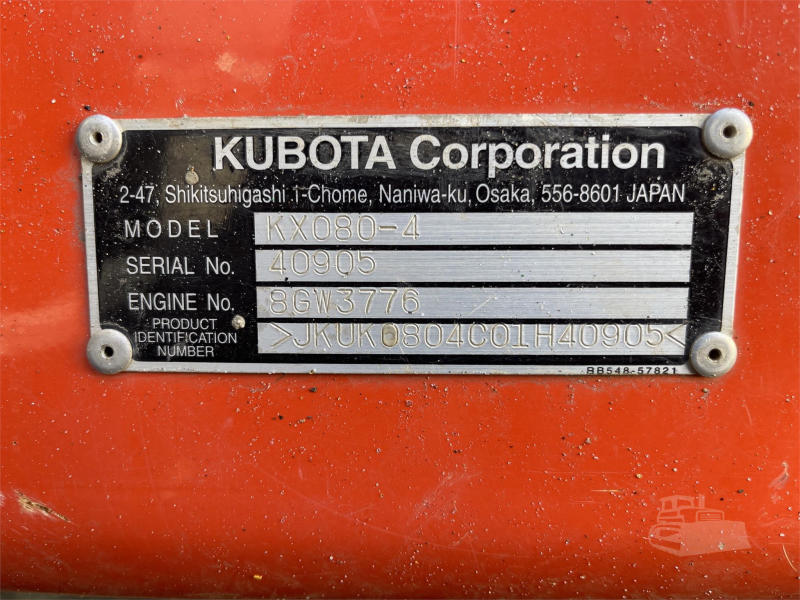 KUBOTA Corporation
2-47, Shikitsuhigashi 1-Chome, Naniwa-ku, Osaka, 556-8601 JAPAN
MODEL KX080-4
SERIAL No. 40905
ENGINE No. 8GW3776
PRODUCT
IDENTIFICATION
NUMBER >JKUK0804C01H40905<
BB548-57821